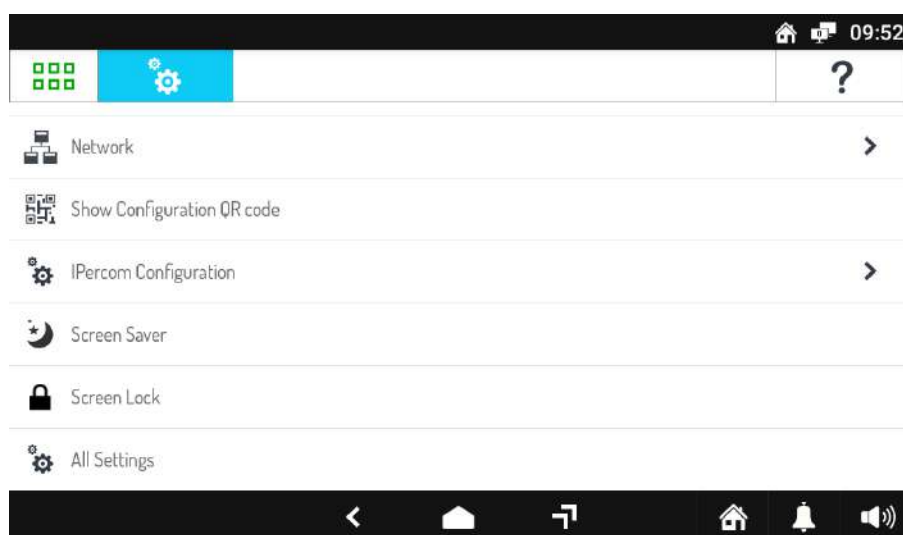 09:52
?
Network
Show Configuration QR code
IPercom Configuration
Screen Saver
Screen Lock
All Settings